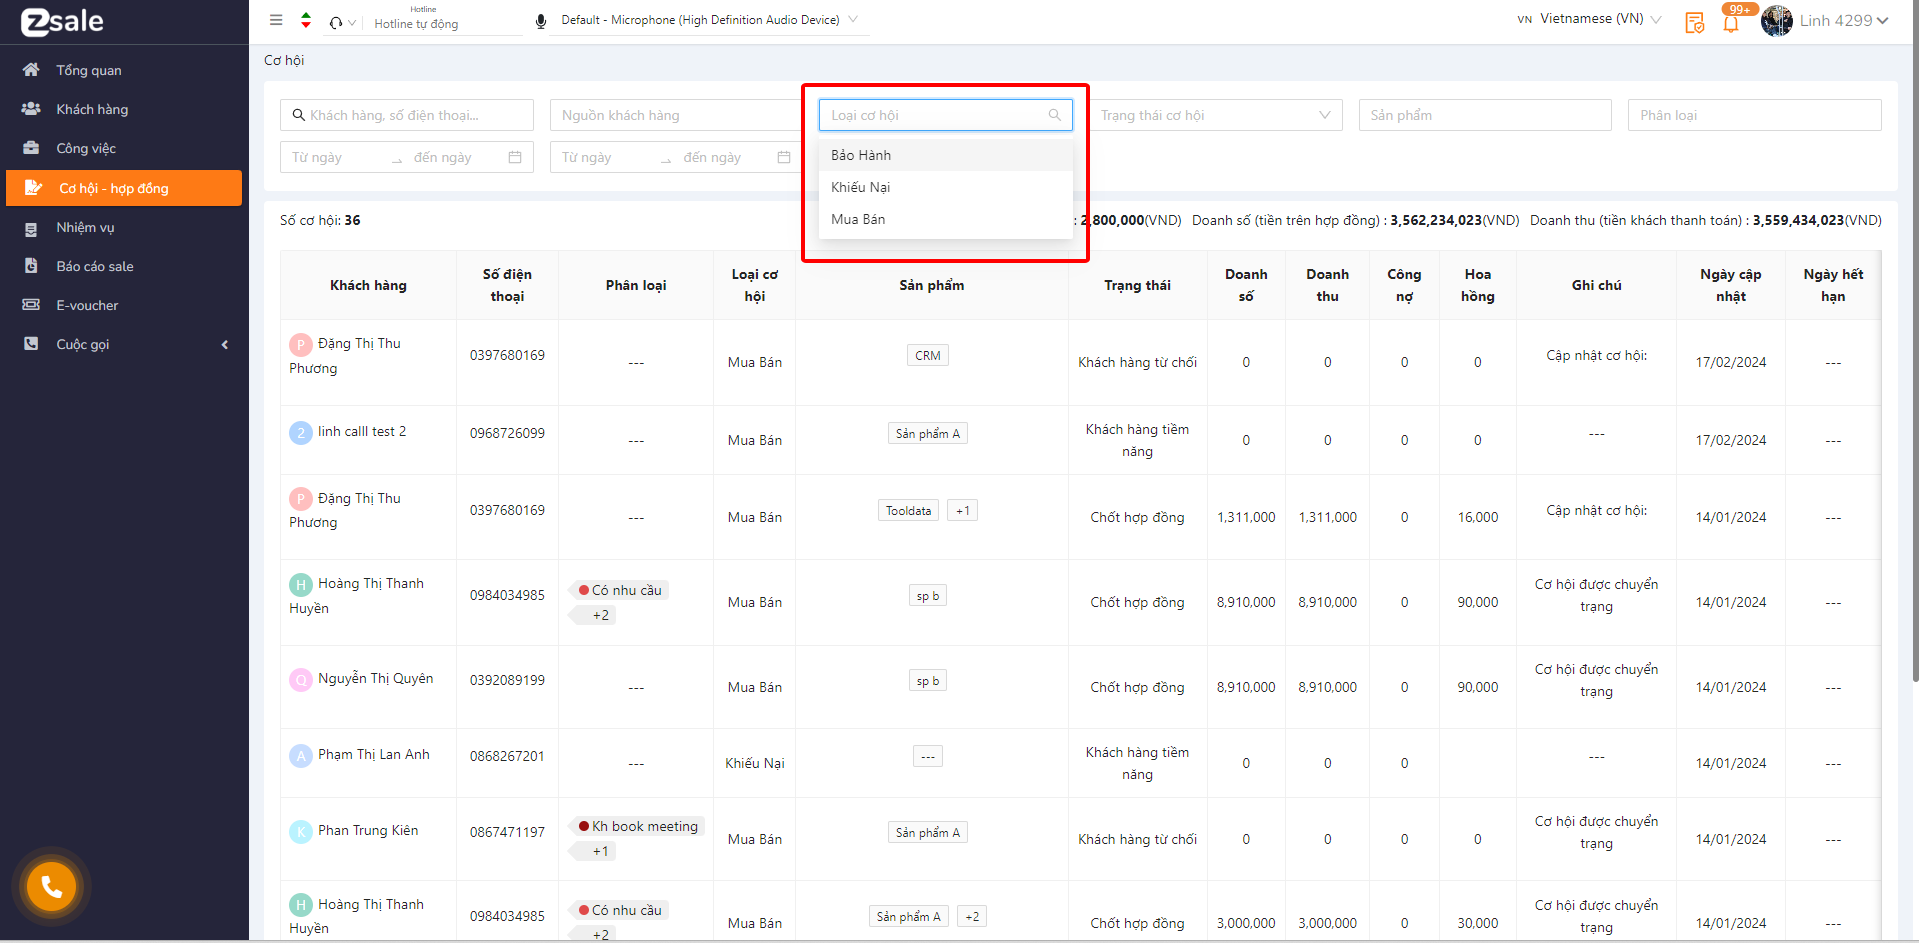 zsale
Hotline
Hotline tự động
Default - Microphone (High Definition Audio Device)
VN Vietnamese (VN)
99+
Linh 4299
Tổng quan
Khách hàng
Công việc
Cơ hội - hợp đồng
Nhiệm vụ
Báo cáo sale
E-voucher
Cuộc gọi
Cơ hội
Khách hàng, số điện thoại...
Nguồn khách hàng
Loại cơ hội
Trạng thái cơ hội
Sản phẩm
Phân loại
Từ ngày → đến ngày
Từ ngày → đến ngày
Bảo Hành
Khiếu Nại
Mua Bán
Số cơ hội: 36
: 2,800,000(VND) Doanh số (tiền trên hợp đồng) : 3,562,234,023(VND) Doanh thu (tiền khách thanh toán) : 3,559,434,023(VND)
Khách hàng
Số điện thoại
Phân loại
Loại cơ hội
Sản phẩm
Trạng thái
Doanh số
Doanh thu
Công nợ
Hoa hồng
Ghi chú
Ngày cập nhật
Ngày hết hạn
P Đặng Thị Thu Phương 0397680169 --- Mua Bán CRM Khách hàng từ chối 0 0 0 0 Cập nhật cơ hội: 17/02/2024 ---
2 linh calll test 2 0968726099 --- Mua Bán Sản phẩm A Khách hàng tiềm năng 0 0 0 0 --- 17/02/2024 ---
P Đặng Thị Thu Phương 0397680169 --- Mua Bán Tooldata +1 Chốt hợp đồng 1,311,000 1,311,000 0 16,000 Cập nhật cơ hội: 14/01/2024 ---
H Hoàng Thị Thanh Huyền 0984034985 Có nhu cầu +2 Mua Bán sp b Chốt hợp đồng 8,910,000 8,910,000 0 90,000 Cơ hội được chuyển trạng 14/01/2024 ---
Q Nguyễn Thị Quyên 0392089199 --- Mua Bán sp b Chốt hợp đồng 8,910,000 8,910,000 0 90,000 Cơ hội được chuyển trạng 14/01/2024 ---
A Phạm Thị Lan Anh 0868267201 --- Khiếu Nại --- Khách hàng tiềm năng 0 0 0 --- 14/01/2024 ---
K Phan Trung Kiên 0867471197 Kh book meeting +1 Mua Bán Sản phẩm A Khách hàng từ chối 0 0 0 0 Cơ hội được chuyển trạng 14/01/2024 ---
H Hoàng Thị Thanh Huyền 0984034985 Có nhu cầu +2 Mua Bán Sản phẩm A +2 Chốt hợp đồng 3,000,000 3,000,000 0 30,000 Cơ hội được chuyển trạng 14/01/2024 ---